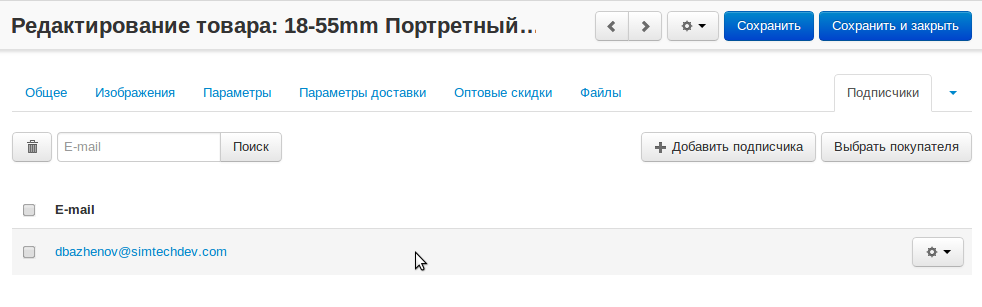 Редактирование товара: 18-55mm Портретный… Сохранить Сохранить и закрыть
Общее Изображения Параметры Параметры доставки Оптовые скидки Файлы Подписчики
E-mail Поиск Добавить подписчика Выбрать покупателя
E-mail
dbazhenov@simtechdev.com